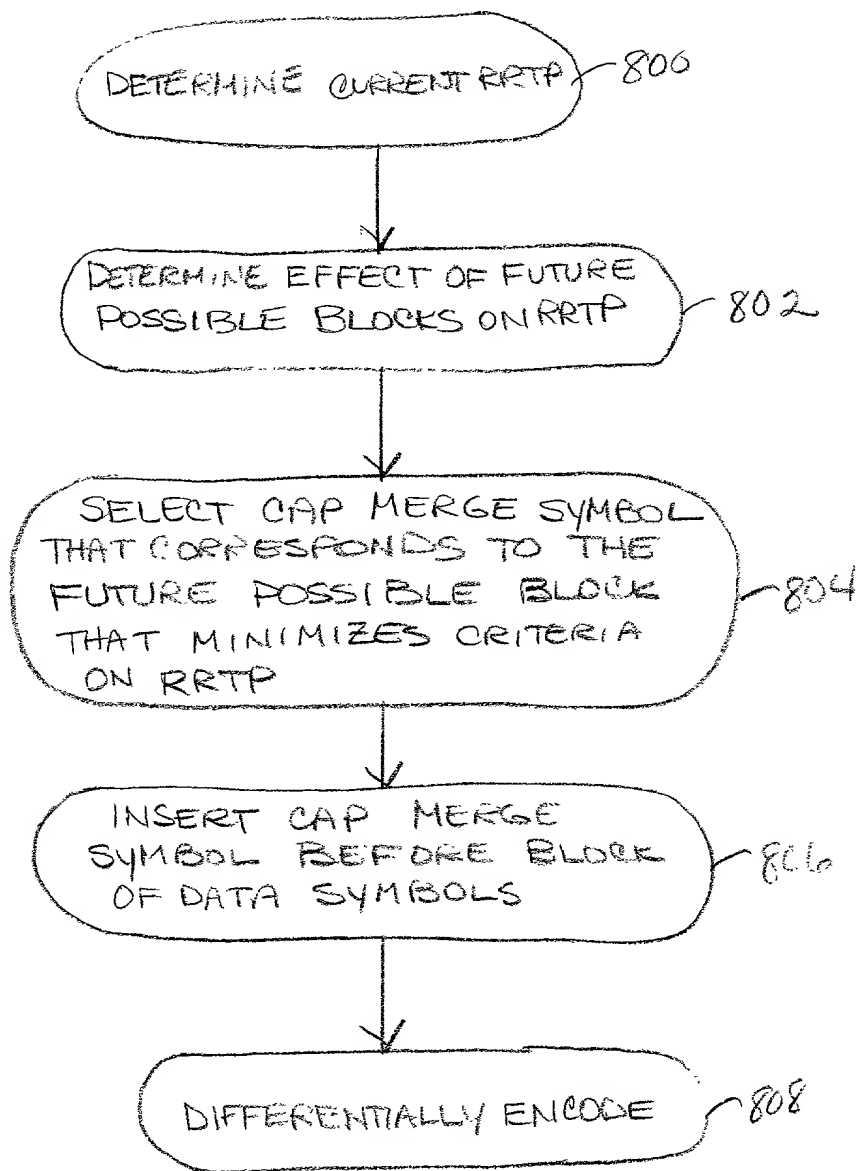 DETERMINE CURRENT RRTP 800
DETERMINE EFFECT OF FUTURE
POSSIBLE BLOCKS ON RRTP 802
SELECT CAP MERGE SYMBOL
THAT CORRESPONDS TO THE
FUTURE POSSIBLE BLOCK
THAT MINIMIZES CRITERIA
ON RRTP
804
INSERT CAP MERGE
SYMBOL BEFORE BLOCK
OF DATA SYMBOLS
806
DIFFERENTIALLY ENCODE 808